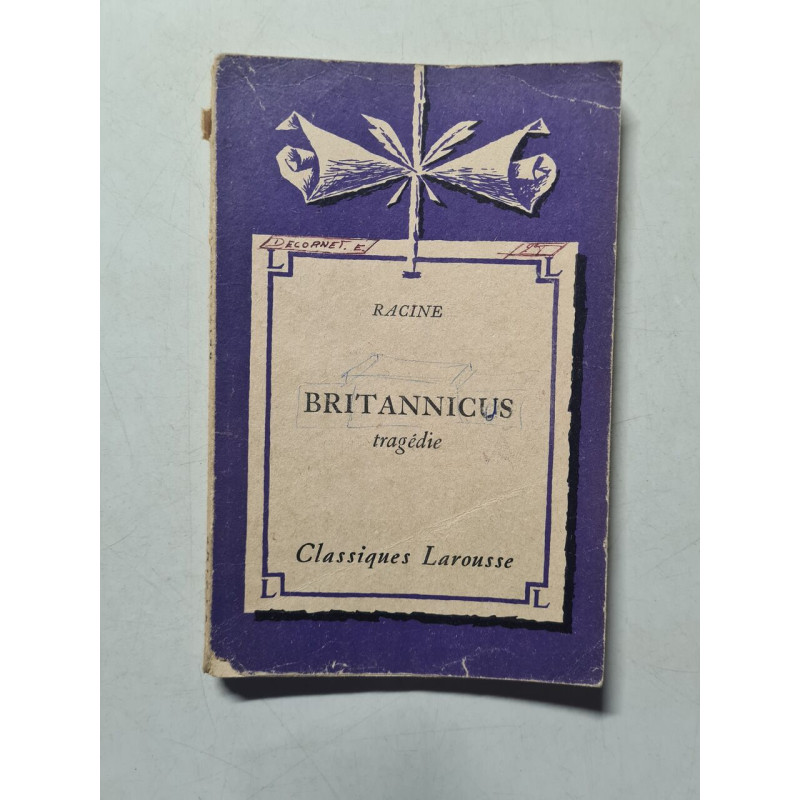 DECORNET. E.
L L
RACINE
BRITANNICUS
tragédie
Classiques Larousse
L L